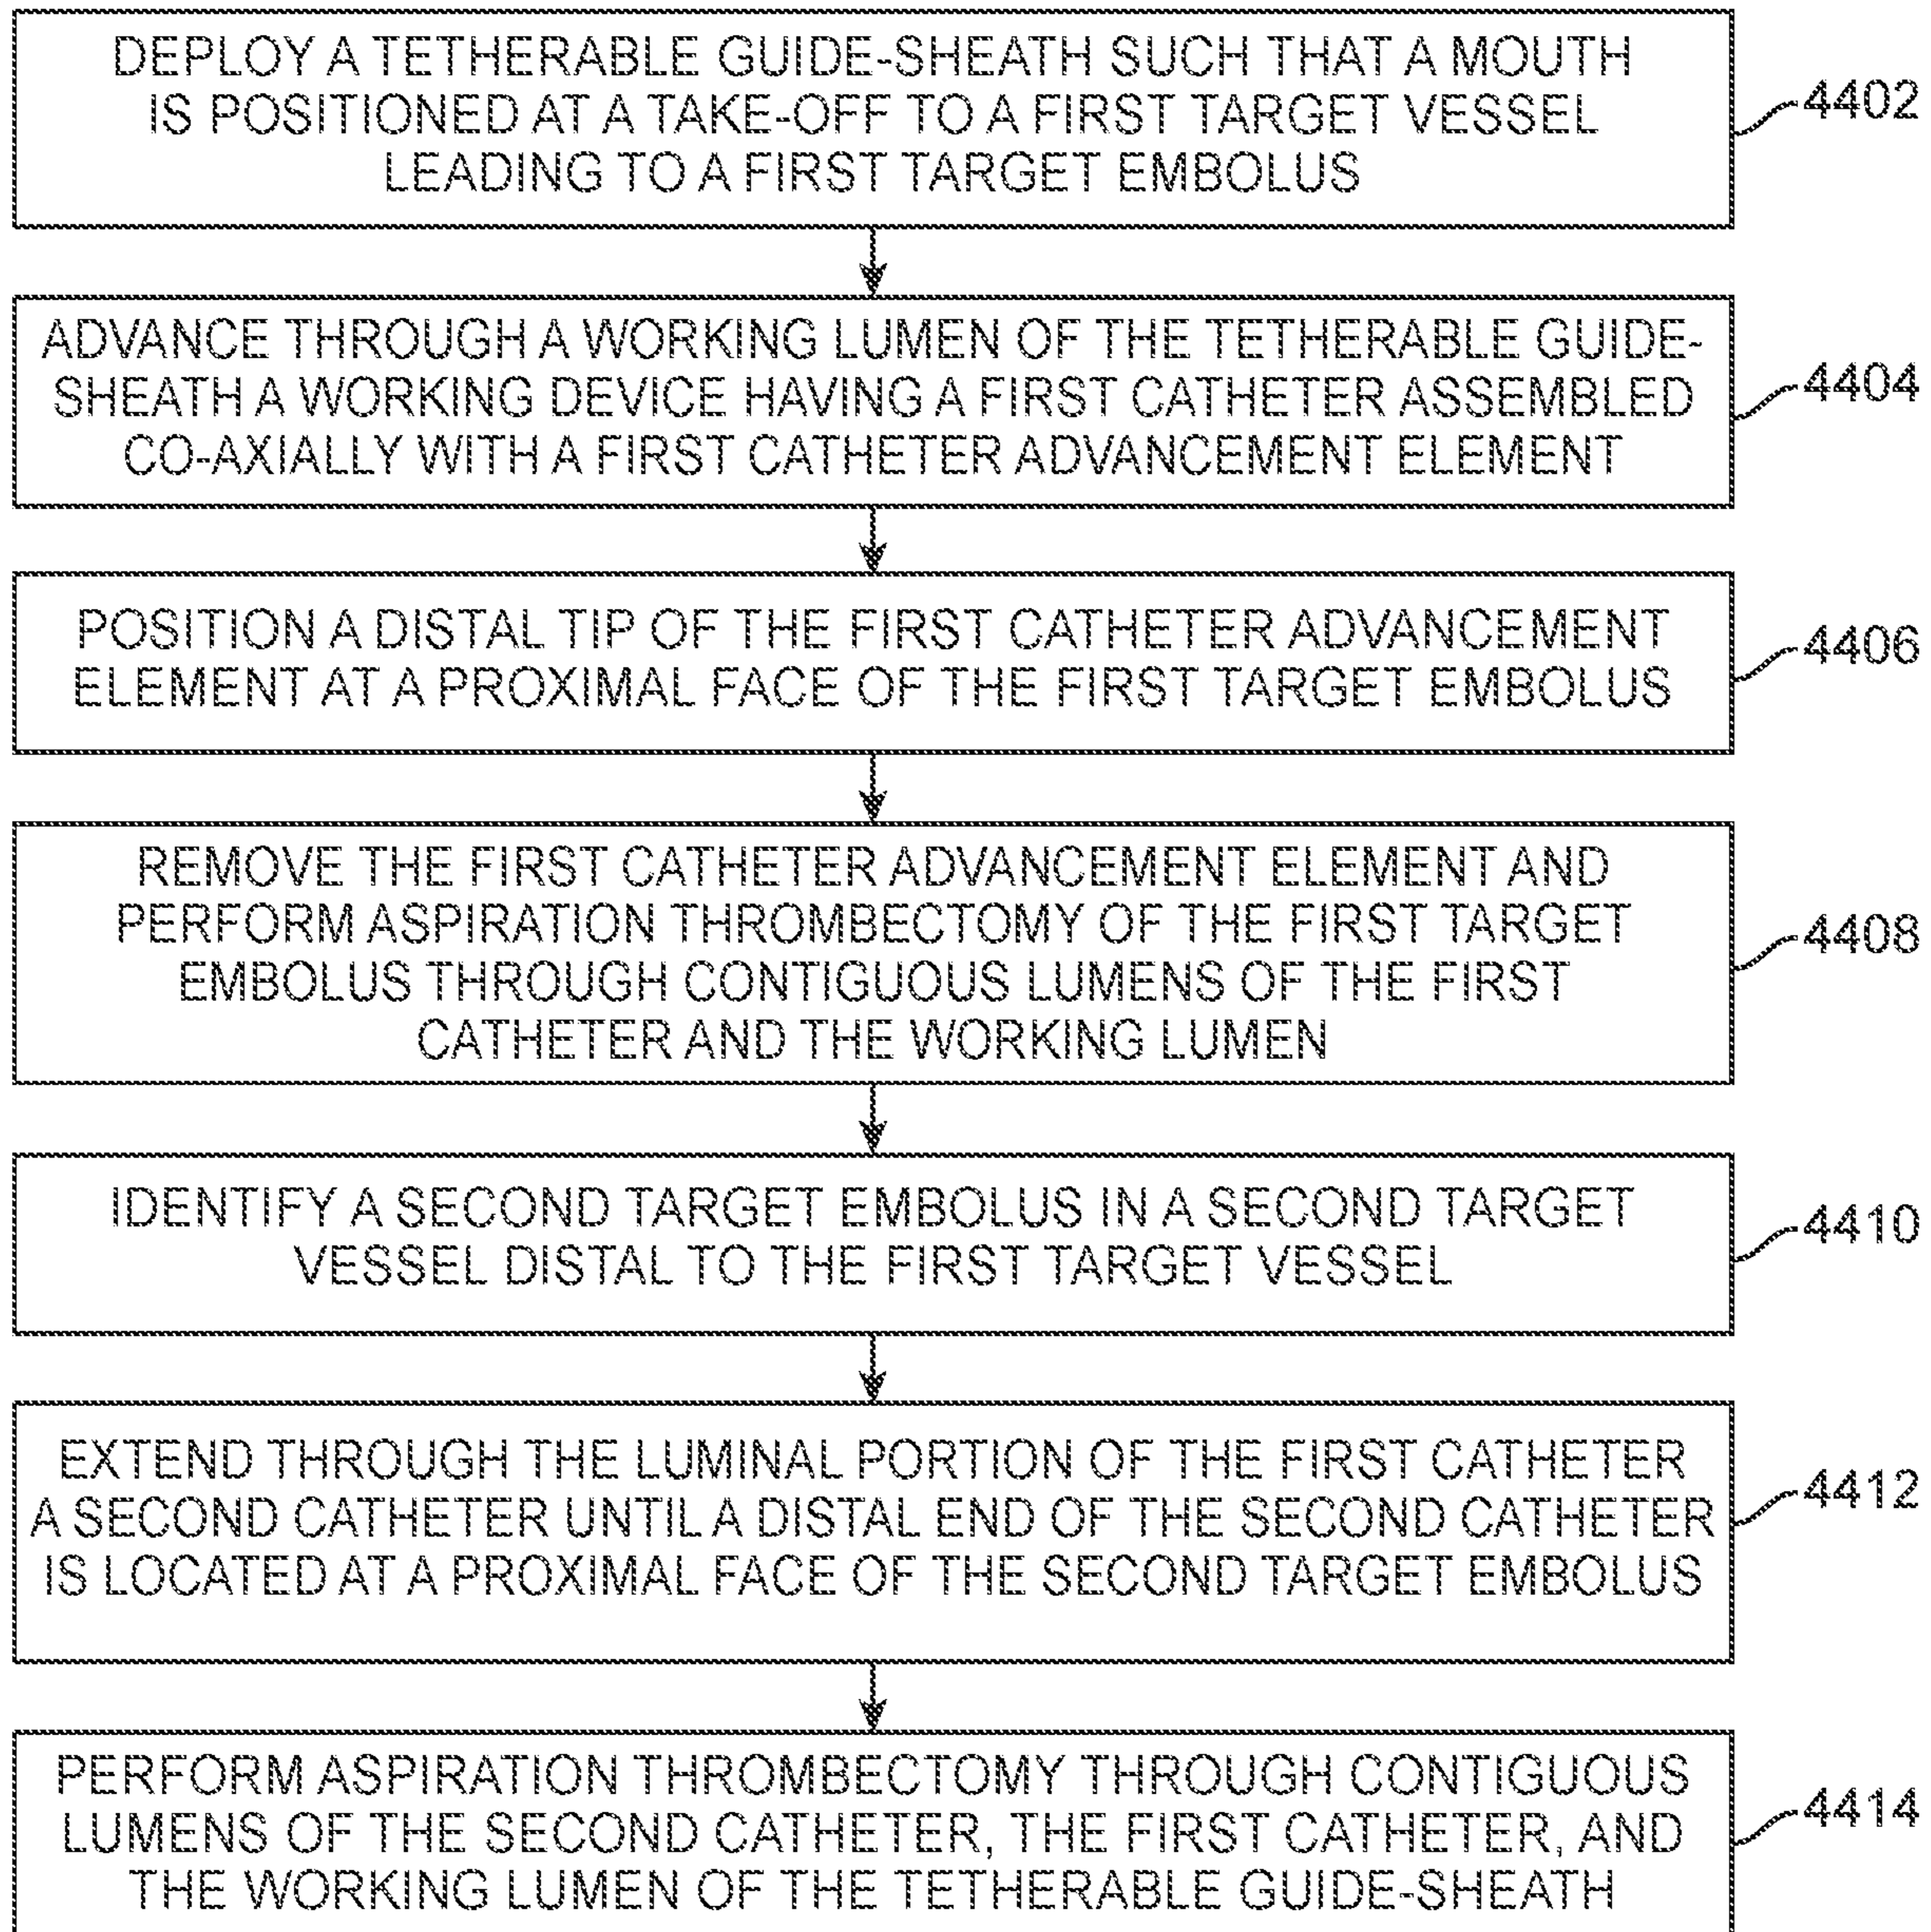 DEPLOY A TETHERABLE GUIDE-SHEATH SUCH THAT A MOUTH
IS POSITIONED AT A TAKE-OFF TO A FIRST TARGET VESSEL
LEADING TO A FIRST TARGET EMBOLUS
4402
ADVANCE THROUGH A WORKING LUMEN OF THE TETHERABLE GUIDE-
SHEATH A WORKING DEVICE HAVING A FIRST CATHETER ASSEMBLED
CO-AXIALLY WITH A FIRST CATHETER ADVANCEMENT ELEMENT
4404
POSITION A DISTAL TIP OF THE FIRST CATHETER ADVANCEMENT
ELEMENT AT A PROXIMAL FACE OF THE FIRST TARGET EMBOLUS
4406
REMOVE THE FIRST CATHETER ADVANCEMENT ELEMENT AND
PERFORM ASPIRATION THROMBECTOMY OF THE FIRST TARGET
EMBOLUS THROUGH CONTIGUOUS LUMENS OF THE FIRST
CATHETER AND THE WORKING LUMEN
4408
IDENTIFY A SECOND TARGET EMBOLUS IN A SECOND TARGET
VESSEL DISTAL TO THE FIRST TARGET VESSEL
4410
EXTEND THROUGH THE LUMINAL PORTION OF THE FIRST CATHETER
A SECOND CATHETER UNTIL A DISTAL END OF THE SECOND CATHETER
IS LOCATED AT A PROXIMAL FACE OF THE SECOND TARGET EMBOLUS
4412
PERFORM ASPIRATION THROMBECTOMY THROUGH CONTIGUOUS
LUMENS OF THE SECOND CATHETER, THE FIRST CATHETER, AND
THE WORKING LUMEN OF THE TETHERABLE GUIDE-SHEATH
4414